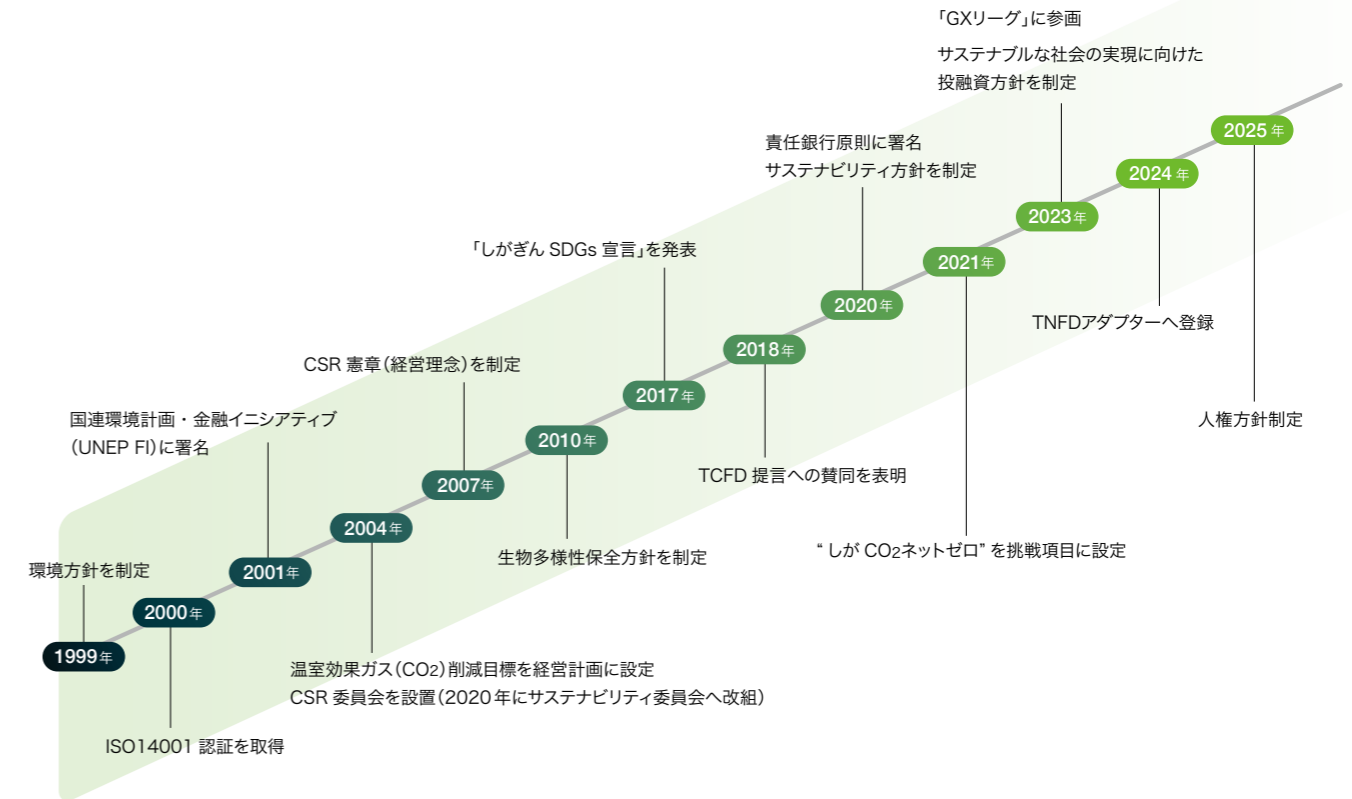 環境方針を制定
1999年
2000年
ISO14001 認証を取得
国連環境計画・金融イニシアティブ
(UNEP FI)に署名
2001年
2004年
温室効果ガス(CO2)削減目標を経営計画に設定
CSR 委員会を設置(2020年にサステナビリティ委員会へ改組)
CSR 憲章(経営理念)を制定
2007年
2010年
生物多様性保全方針を制定
「しがぎん SDGs 宣言」を発表
2017年
2018年
TCFD 提言への賛同を表明
責任銀行原則に署名
サステナビリティ方針を制定
2020年
2021年
“しが CO2ネットゼロ”を挑戦項目に設定
「GXリーグ」に参画
サステナブルな社会の実現に向けた
投融資方針を制定
2023年
2024年
TNFDアダプターへ登録
2025年
人権方針制定